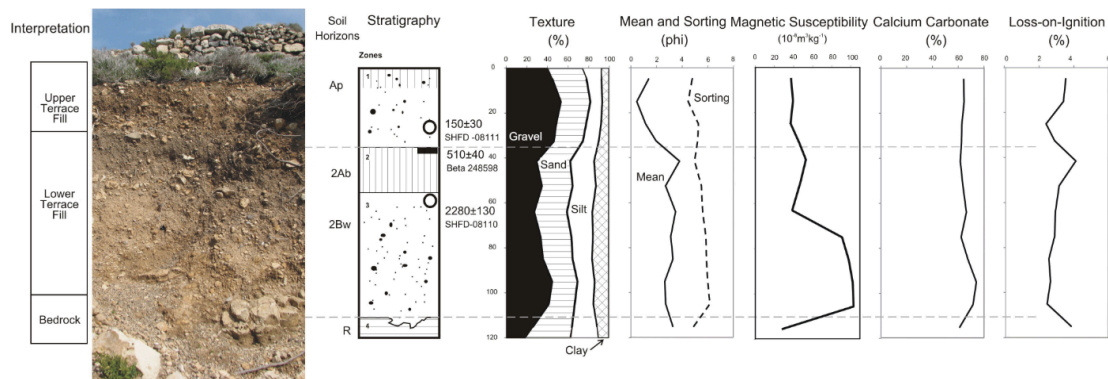 Interpretation
Upper
Terrace
Fill
Lower
Terrace
Fill
Bedrock
Soil
Horizons
Ap
2Ab
2Bw
R
Stratigraphy
Zones
1
2
3
4
150±30
SHFD -08111
510±40
Beta 248598
2280±130
SHFD-08110
Texture
(%)
0 20 40 60 80 100
0
20
40
60
80
100
120
Gravel
Sand
Silt
Clay
Mean and Sorting
(phi)
0 2 4 6 8
Sorting
Mean
Magnetic Susceptibility
(10⁻⁸m³kg⁻¹)
0 20 40 60 80 100
Calcium Carbonate
(%)
0 20 40 60 80
Loss-on-Ignition
(%)
0 2 4 6